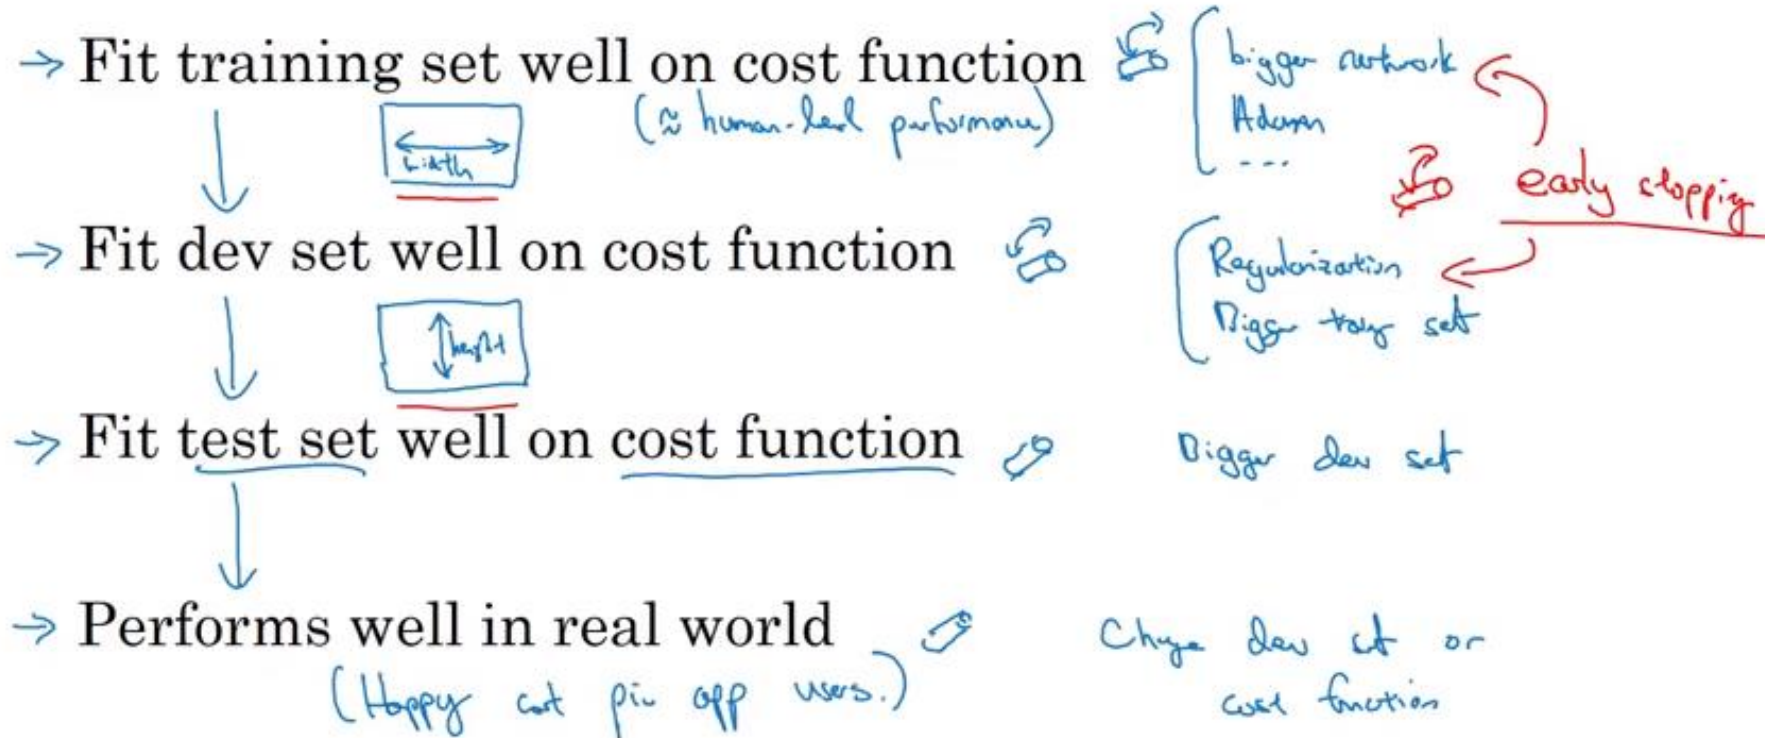 → Fit training set well on cost function
(≈ human-level performance)
bigger network
Adam
...
width
early stopping
→ Fit dev set well on cost function
Regularization
Bigger set
height
→ Fit test set well on cost function
Bigger dev set
→ Performs well in real world
(Happy cat pic app users.)
Change dev set or
cost function